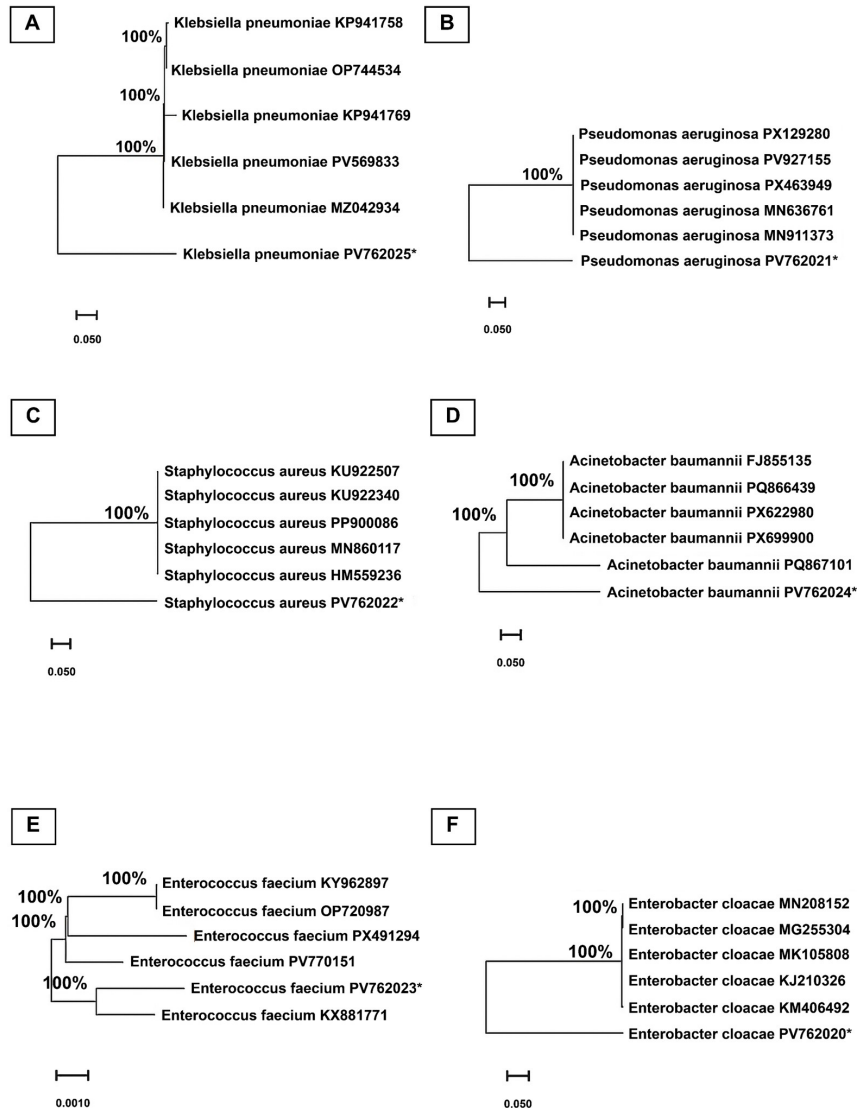 A
100%
Klebsiella pneumoniae KP941758
Klebsiella pneumoniae OP744534
100%
Klebsiella pneumoniae KP941769
100%
Klebsiella pneumoniae PV569833
Klebsiella pneumoniae MZ042934
Klebsiella pneumoniae PV762025*
0.050
B
Pseudomonas aeruginosa PX129280
Pseudomonas aeruginosa PV927155
100%
Pseudomonas aeruginosa PX463949
Pseudomonas aeruginosa MN636761
Pseudomonas aeruginosa MN911373
Pseudomonas aeruginosa PV762021*
0.050
C
Staphylococcus aureus KU922507
Staphylococcus aureus KU922340
100%
Staphylococcus aureus PP900086
Staphylococcus aureus MN860117
Staphylococcus aureus HM559236
Staphylococcus aureus PV762022*
0.050
D
Acinetobacter baumannii FJ855135
100%
Acinetobacter baumannii PQ866439
Acinetobacter baumannii PX622980
100%
Acinetobacter baumannii PX699900
Acinetobacter baumannii PQ867101
Acinetobacter baumannii PV762024*
0.050
E
100%
Enterococcus faecium KY962897
100%
Enterococcus faecium OP720987
100%
Enterococcus faecium PX491294
Enterococcus faecium PV770151
100%
Enterococcus faecium PV762023*
Enterococcus faecium KX881771
0.0010
F
Enterobacter cloacae MN208152
100%
Enterobacter cloacae MG255304
100%
Enterobacter cloacae MK105808
Enterobacter cloacae KJ210326
Enterobacter cloacae KM406492
Enterobacter cloacae PV762020*
0.050